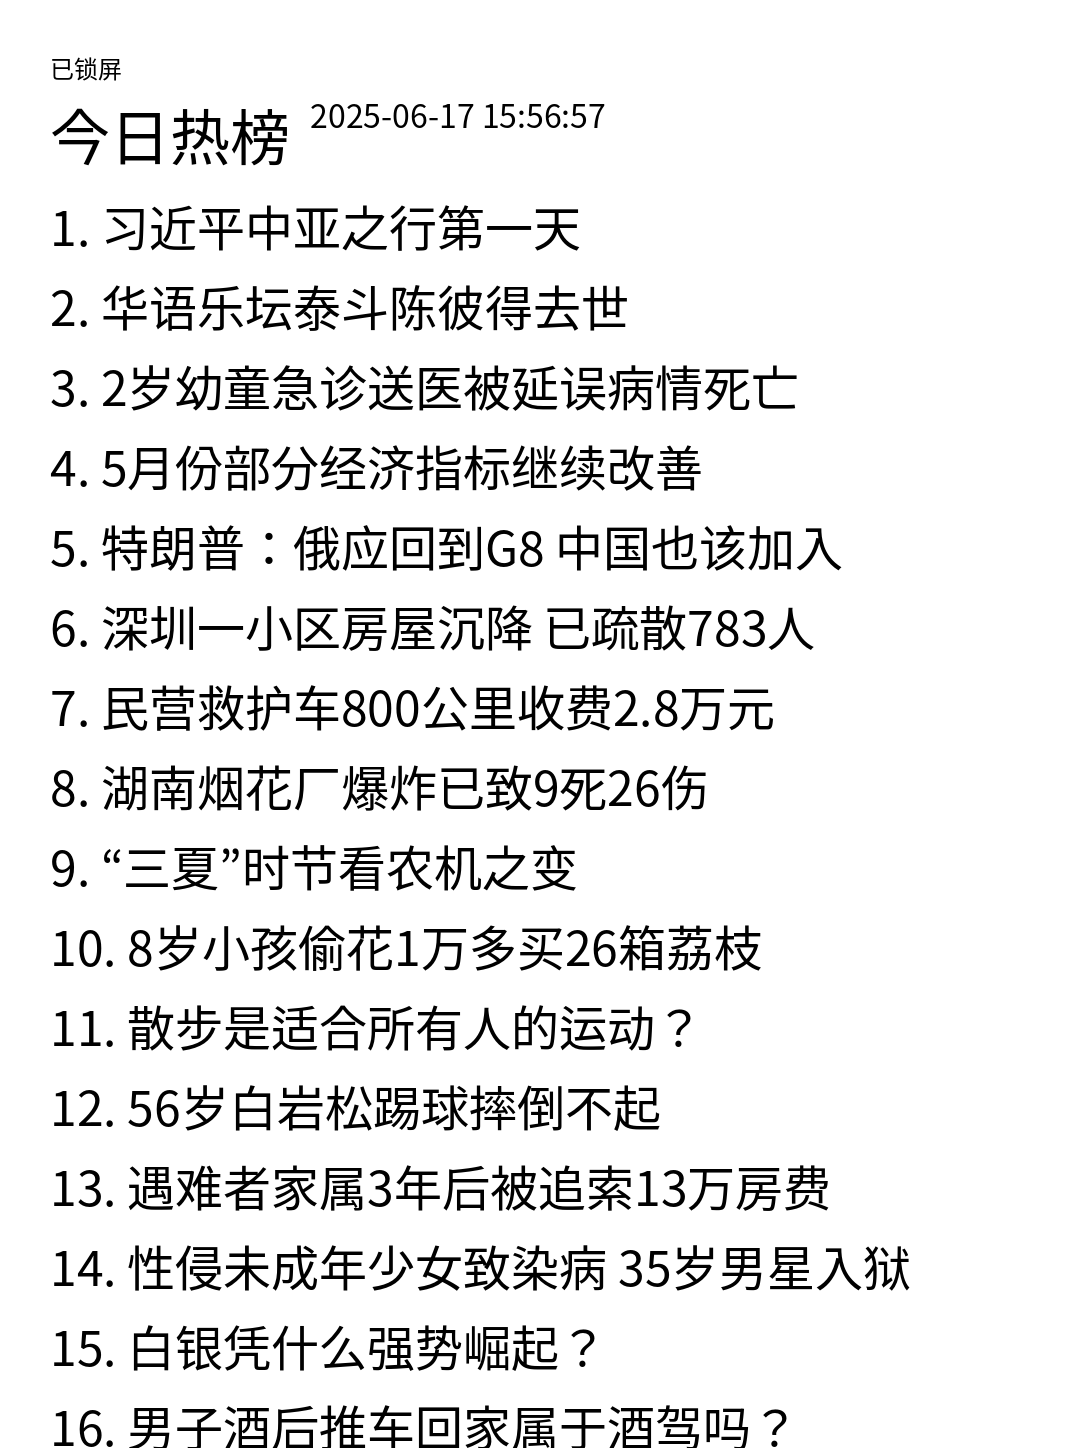 已锁屏
今日热榜 2025-06-17 15:56:57
1. 习近平中亚之行第一天
2. 华语乐坛泰斗陈彼得去世
3. 2岁幼童急诊送医被延误病情死亡
4. 5月份部分经济指标继续改善
5. 特朗普：俄应回到G8 中国也该加入
6. 深圳一小区房屋沉降 已疏散783人
7. 民营救护车800公里收费2.8万元
8. 湖南烟花厂爆炸已致9死26伤
9. “三夏”时节看农机之变
10. 8岁小孩偷花1万多买26箱荔枝
11. 散步是适合所有人的运动？
12. 56岁白岩松踢球摔倒不起
13. 遇难者家属3年后被追索13万房费
14. 性侵未成年少女致染病 35岁男星入狱
15. 白银凭什么强势崛起？
16. 男子酒后推车回家属于酒驾吗？